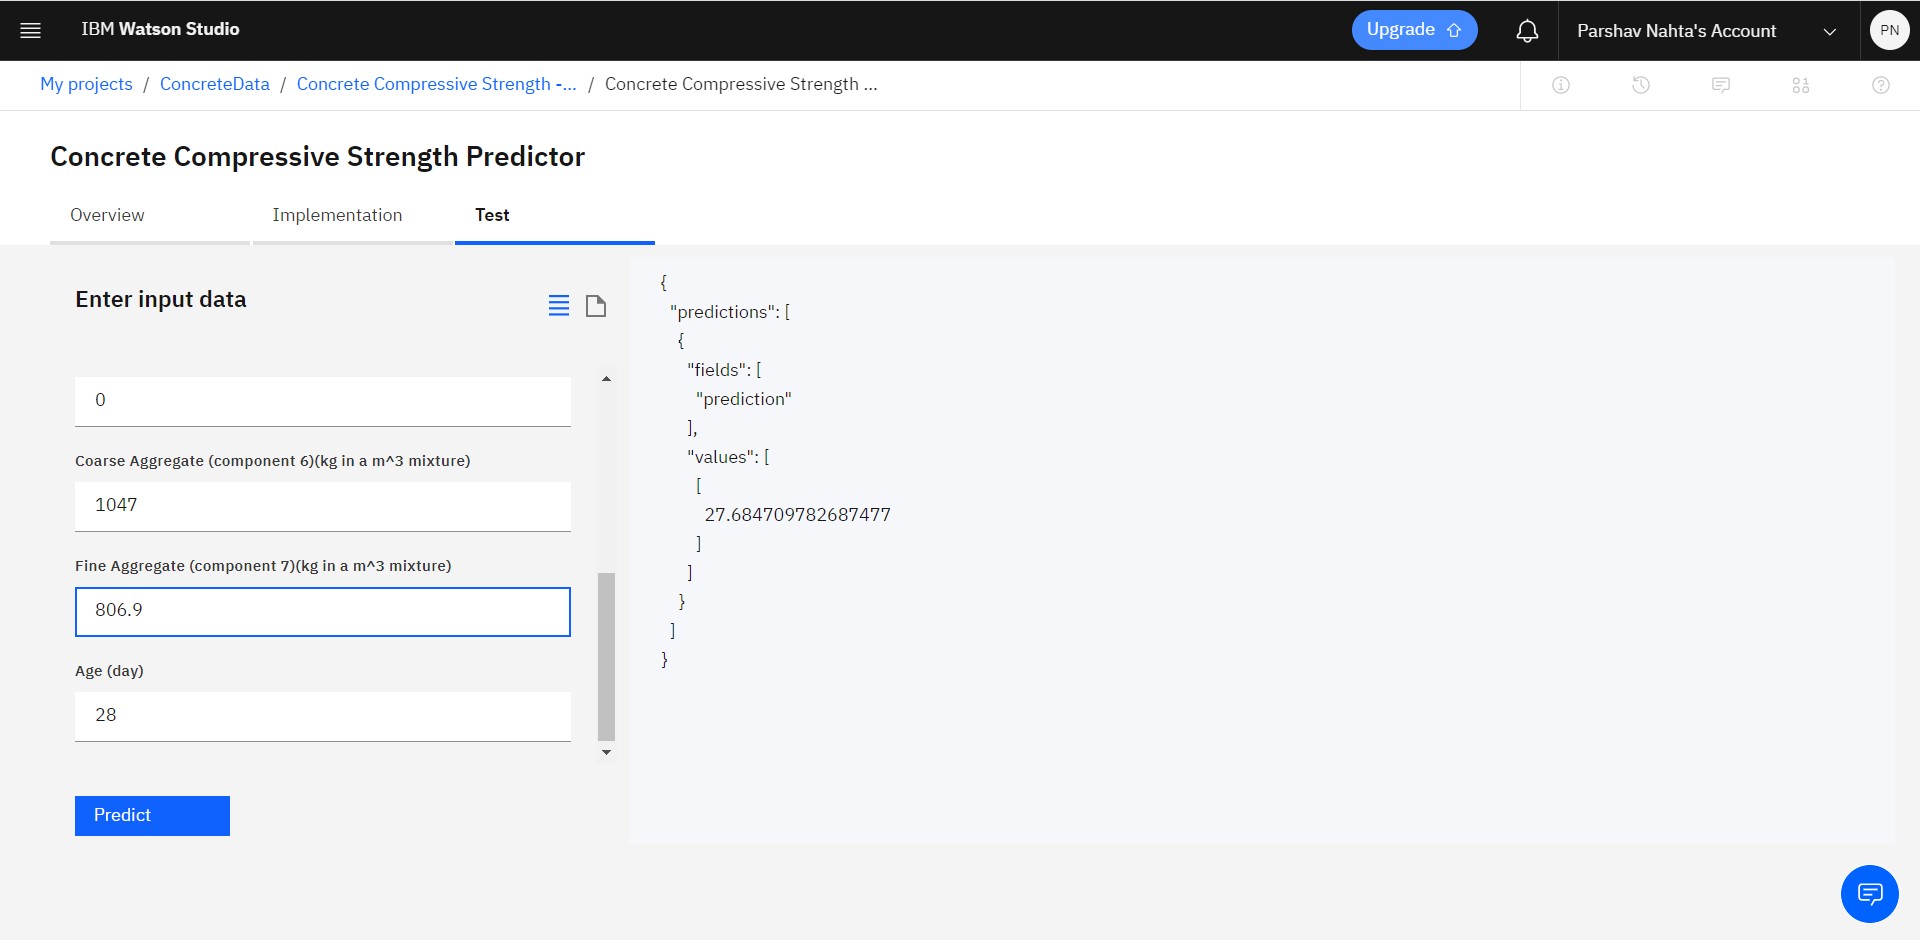 IBM Watson Studio
Upgrade
Parshav Nahta's Account
PN
My projects / ConcreteData / Concrete Compressive Strength -... / Concrete Compressive Strength ...
Concrete Compressive Strength Predictor
Overview
Implementation
Test
Enter input data
0
Coarse Aggregate (component 6)(kg in a m^3 mixture)
1047
Fine Aggregate (component 7)(kg in a m^3 mixture)
806.9
Age (day)
28
Predict
{
"predictions": [
{
"fields": [
"prediction"
],
"values": [
[
27.684709782687477
]
]
}
]
}